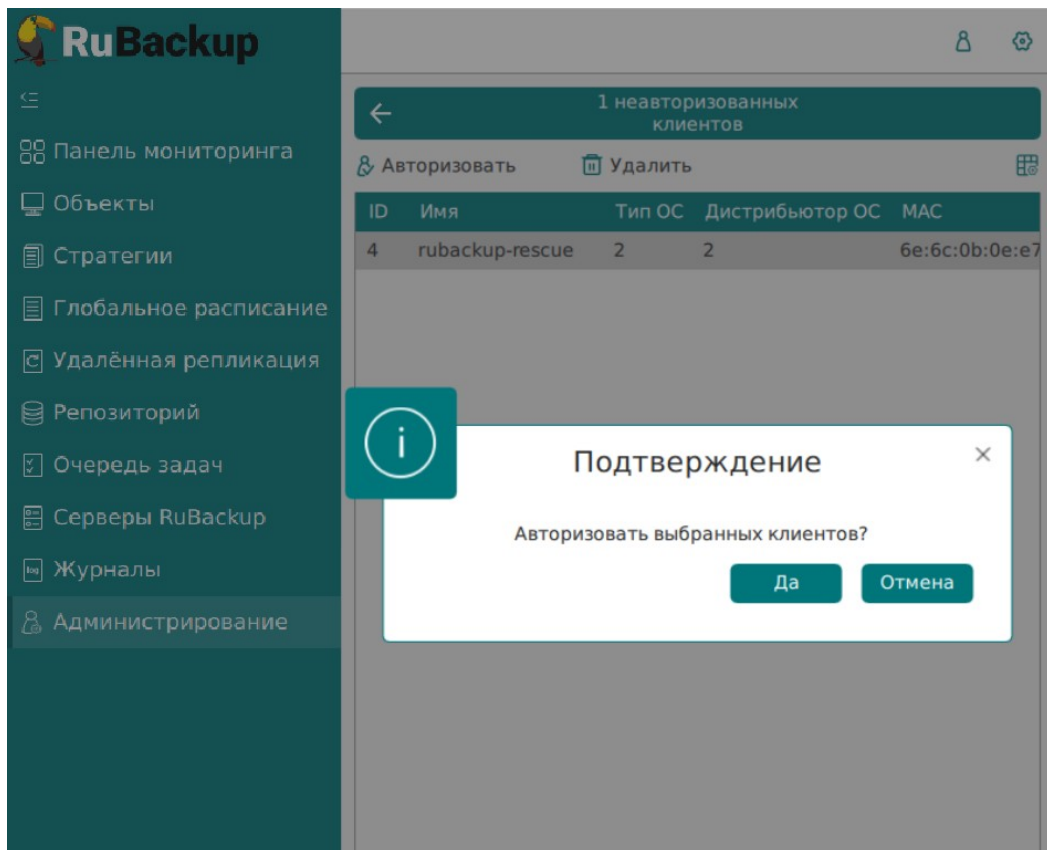 RuBackup
1 неавторизованных
клиентов
Панель мониторинга
Объекты
Стратегии
Глобальное расписание
Удалённая репликация
Репозиторий
Очередь задач
Серверы RuBackup
log Журналы
Администрирование
Авторизовать Удалить
ID Имя Тип ОС Дистрибьютор ОС MAC
4 rubackup-rescue 2 2 6e:6c:0b:0e:e7
i
Подтверждение
Авторизовать выбранных клиентов?
Да Отмена